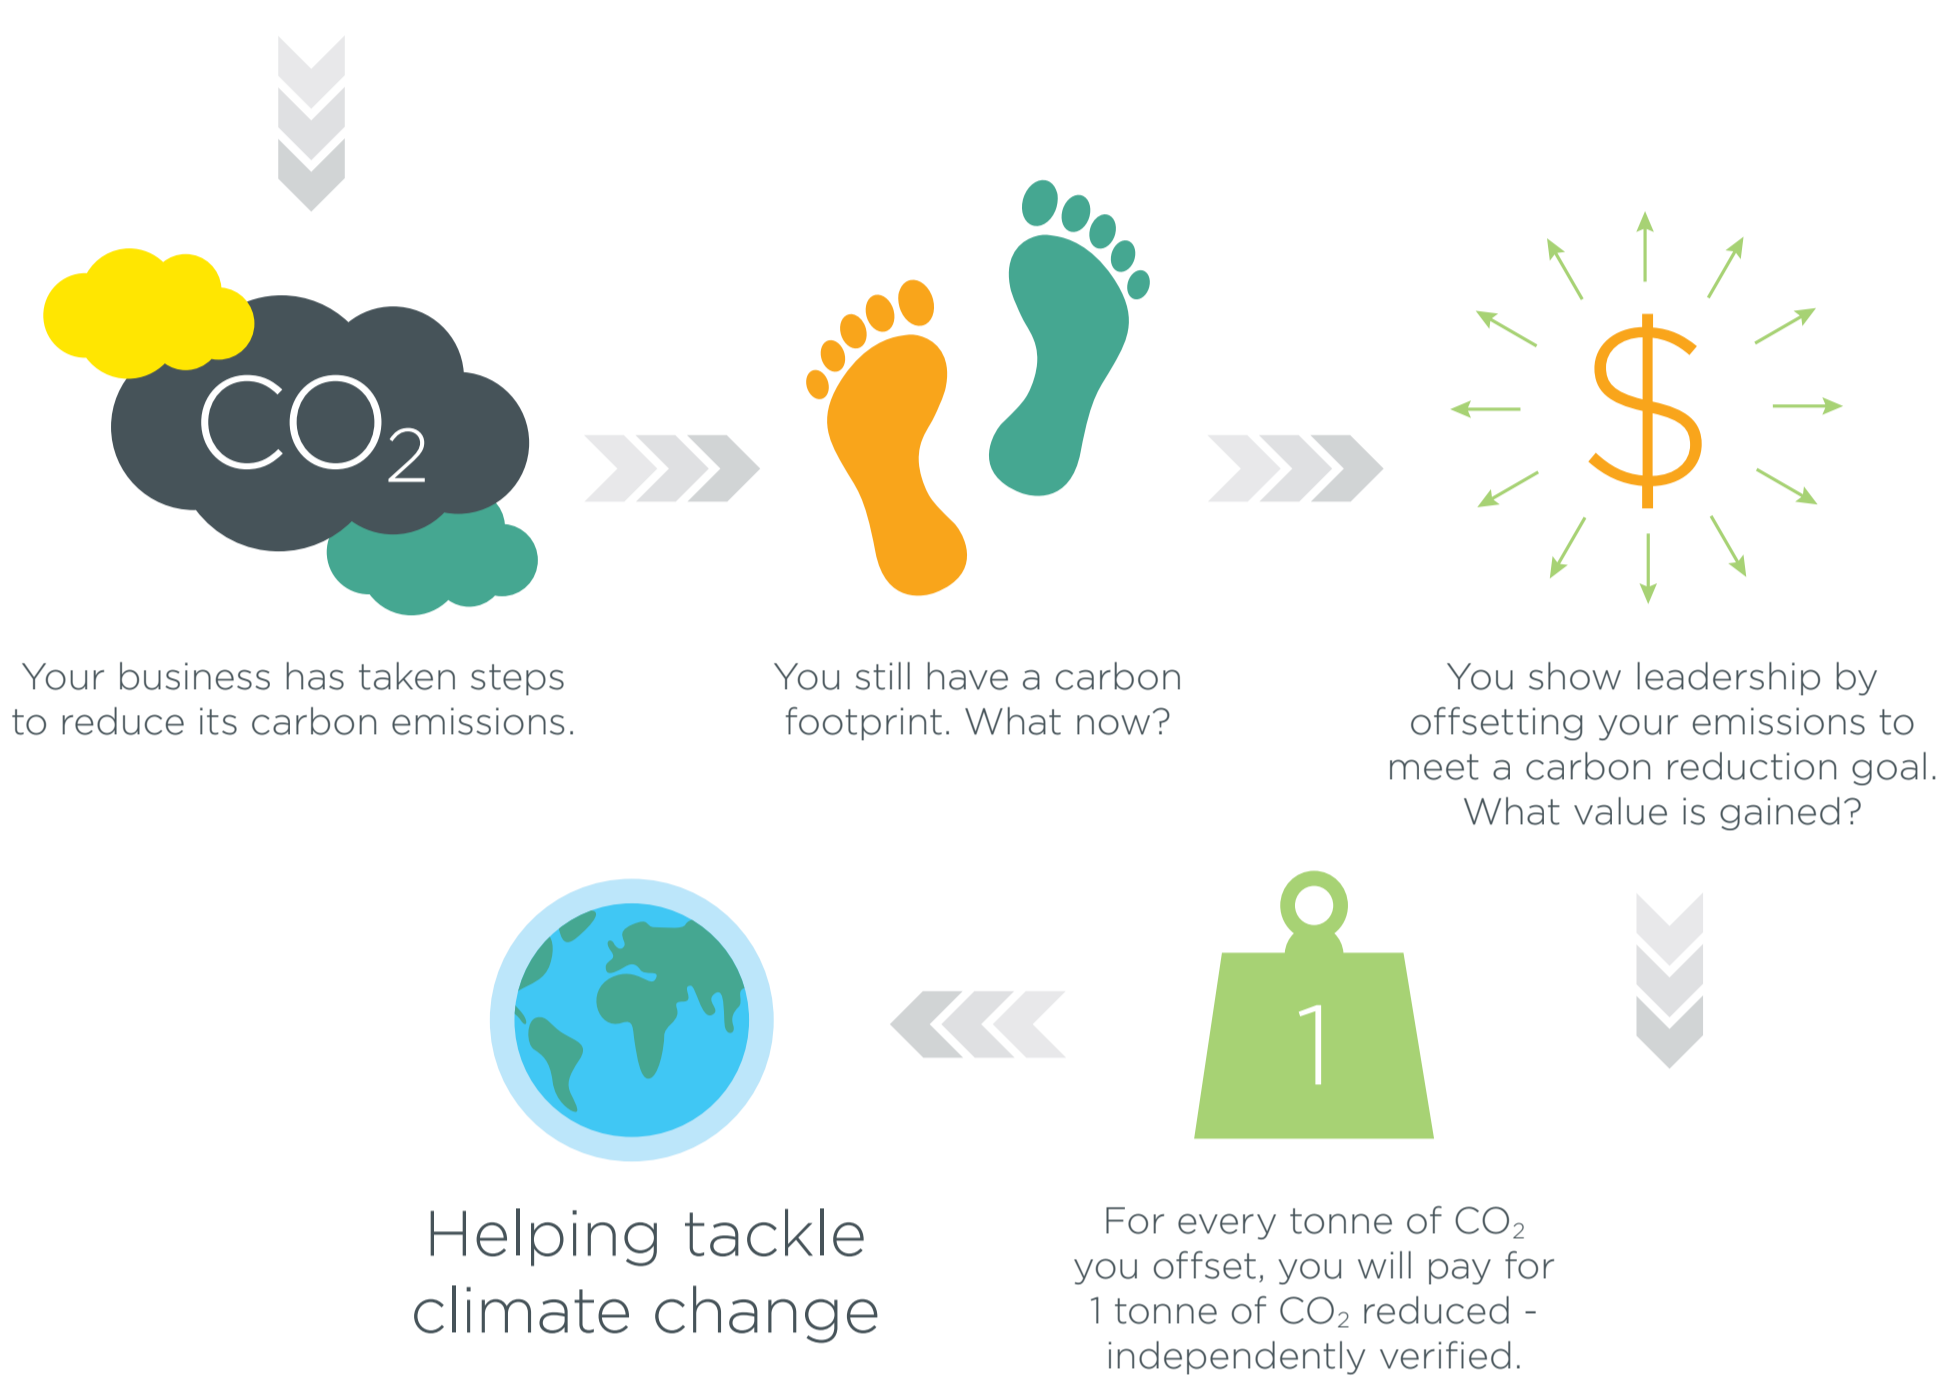 CO₂
Your business has taken steps
to reduce its carbon emissions.
You still have a carbon
footprint. What now?
$
You show leadership by
offsetting your emissions to
meet a carbon reduction goal.
What value is gained?
1
For every tonne of CO₂
you offset, you will pay for
1 tonne of CO₂ reduced -
independently verified.
Helping tackle
climate change